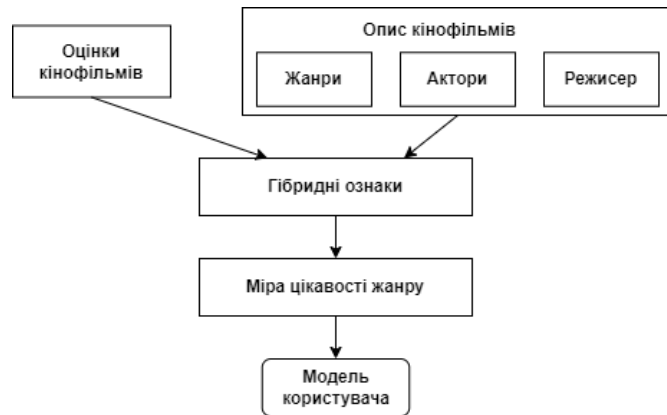 Оцінки
кінофільмів
Опис кінофільмів
Жанри
Актори
Режисер
Гібридні ознаки
Міра цікавості жанру
Модель
користувача